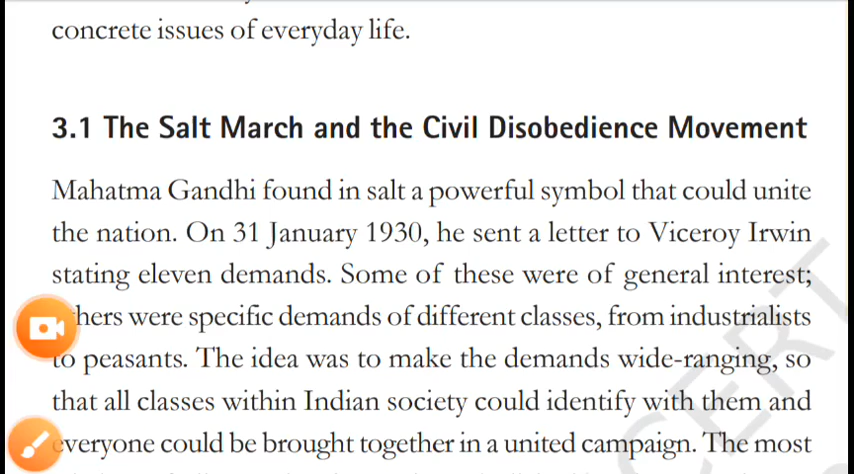 concrete issues of everyday life.
3.1 The Salt March and the Civil Disobedience Movement
Mahatma Gandhi found in salt a powerful symbol that could unite
the nation. On 31 January 1930, he sent a letter to Viceroy Irwin
stating eleven demands. Some of these were of general interest;
hers were specific demands of different classes, from industrialists
to peasants. The idea was to make the demands wide-ranging, so
that all classes within Indian society could identify with them and
everyone could be brought together in a united campaign. The most